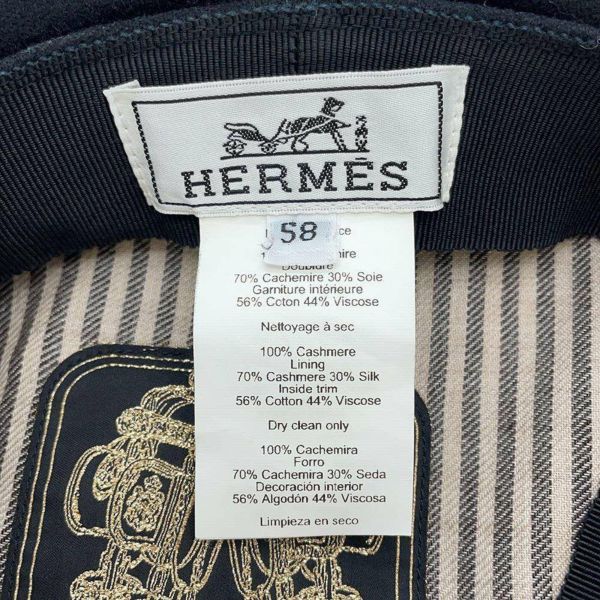 HERMÈS
58
Doublure
70% Cachemire 30% Soie
Garniture intérieure
56% Coton 44% Viscose
Nettoyage à sec
100% Cashmere
Lining
70% Cashmere 30% Silk
Inside trim
56% Cotton 44% Viscose
Dry clean only
100% Cachemira
Forro
70% Cachemira 30% Seda
Decoración interior
56% Algodón 44% Viscosa
Limpieza en seco